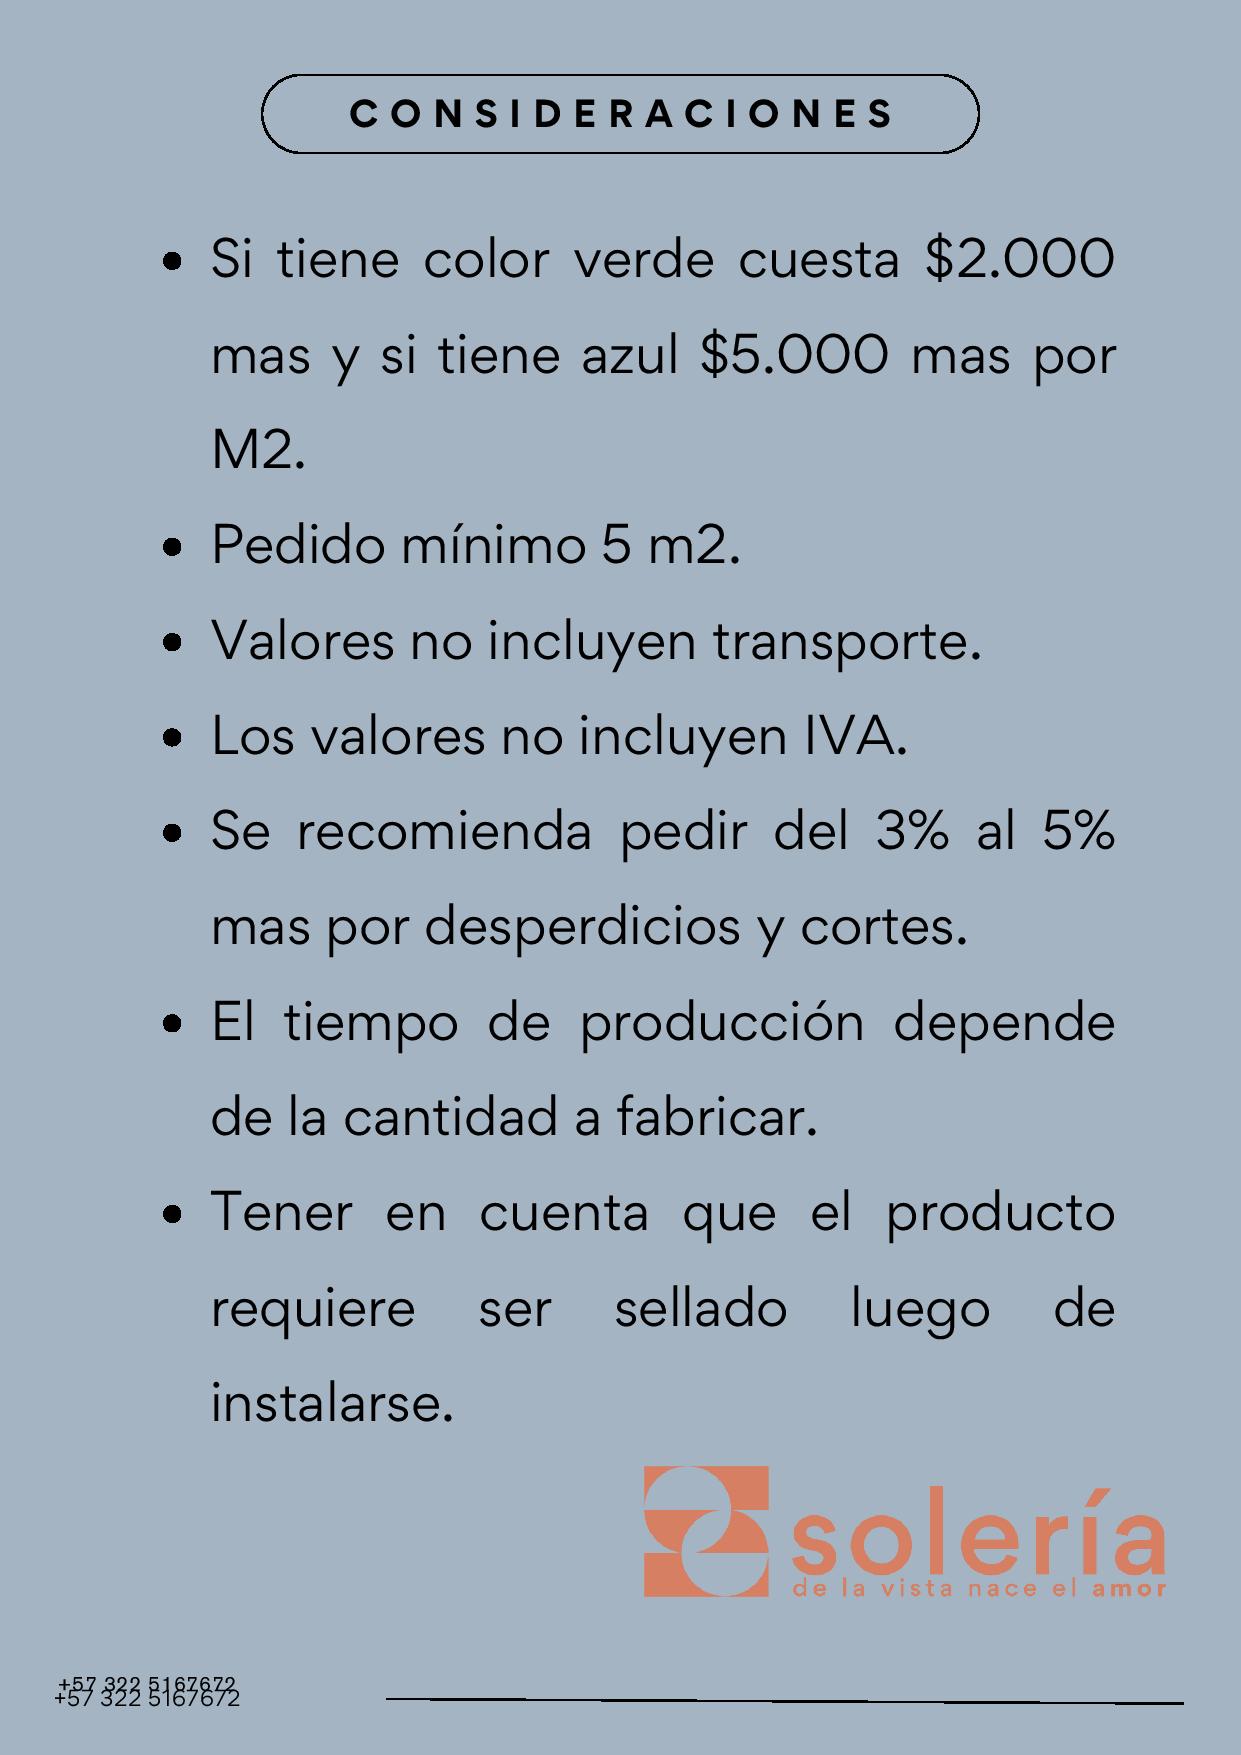 CONSIDERACIONES
• Si tiene color verde cuesta $2.000
mas y si tiene azul $5.000 mas por
M2.
• Pedido mínimo 5 m2.
• Valores no incluyen transporte.
• Los valores no incluyen IVA.
• Se recomienda pedir del 3% al 5%
mas por desperdicios y cortes.
• El tiempo de producción depende
de la cantidad a fabricar.
• Tener en cuenta que el producto
requiere ser sellado luego de
instalarse.
solería
de la vista nace el amor
+57 322 5167672
+57 322 5167672